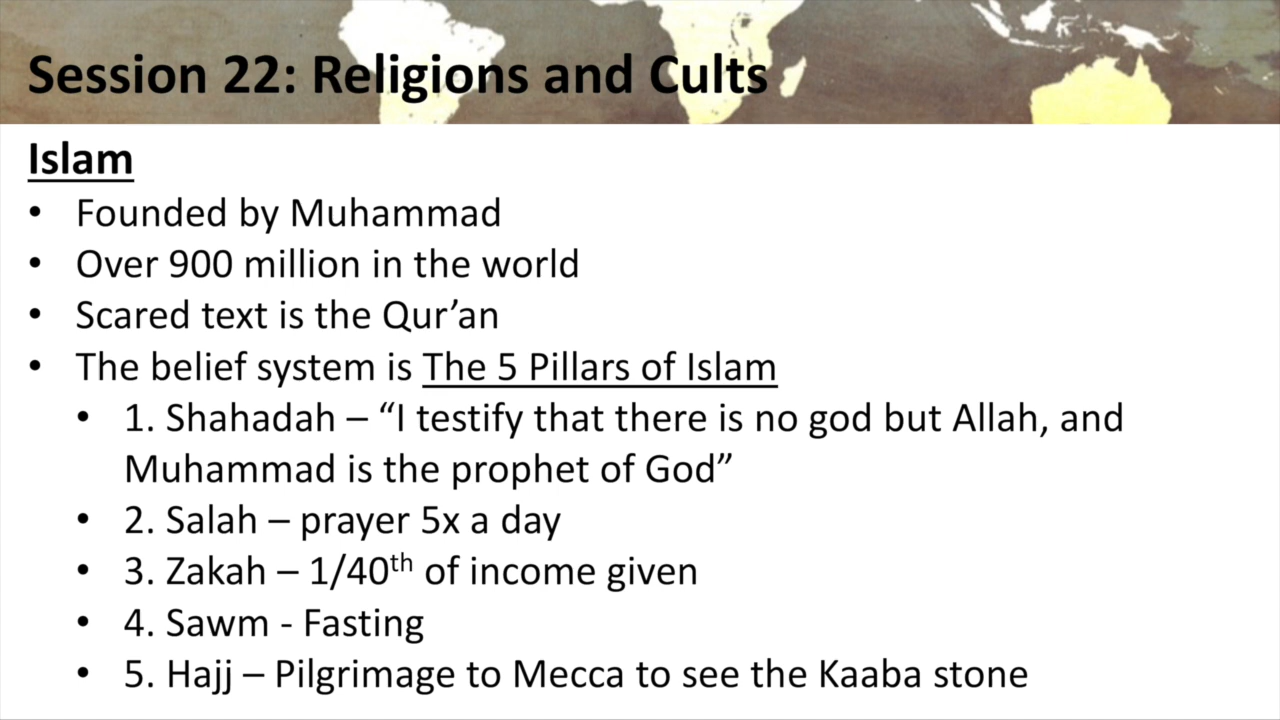 Session 22: Religions and Cults
Islam
• Founded by Muhammad
• Over 900 million in the world
• Scared text is the Qur’an
• The belief system is The 5 Pillars of Islam
• 1. Shahadah – “I testify that there is no god but Allah, and
Muhammad is the prophet of God”
• 2. Salah – prayer 5x a day
• 3. Zakah – 1/40th of income given
• 4. Sawm - Fasting
• 5. Hajj – Pilgrimage to Mecca to see the Kaaba stone